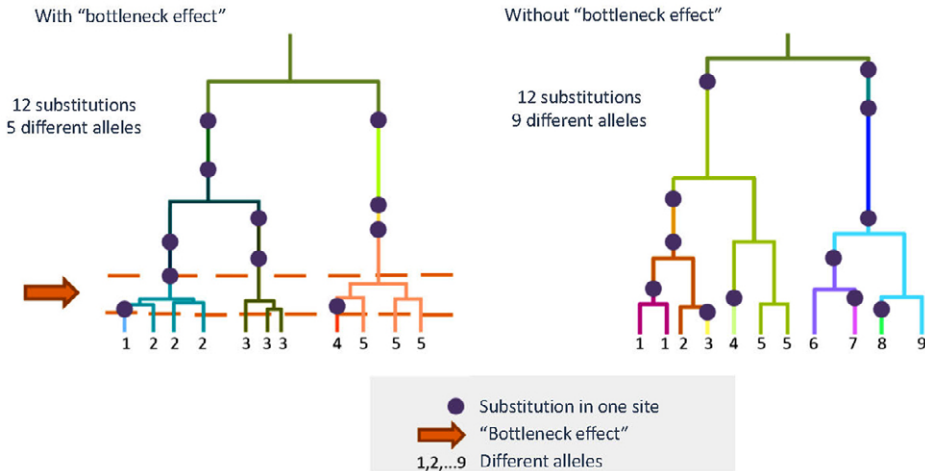 With “bottleneck effect”
Without “bottleneck effect”
12 substitutions
5 different alleles
12 substitutions
9 different alleles
1 2 2 2 3 3 3 4 5 5 5
1 1 2 3 4 5 5 6 7 8 9
Substitution in one site
“Bottleneck effect”
1,2,...9 Different alleles